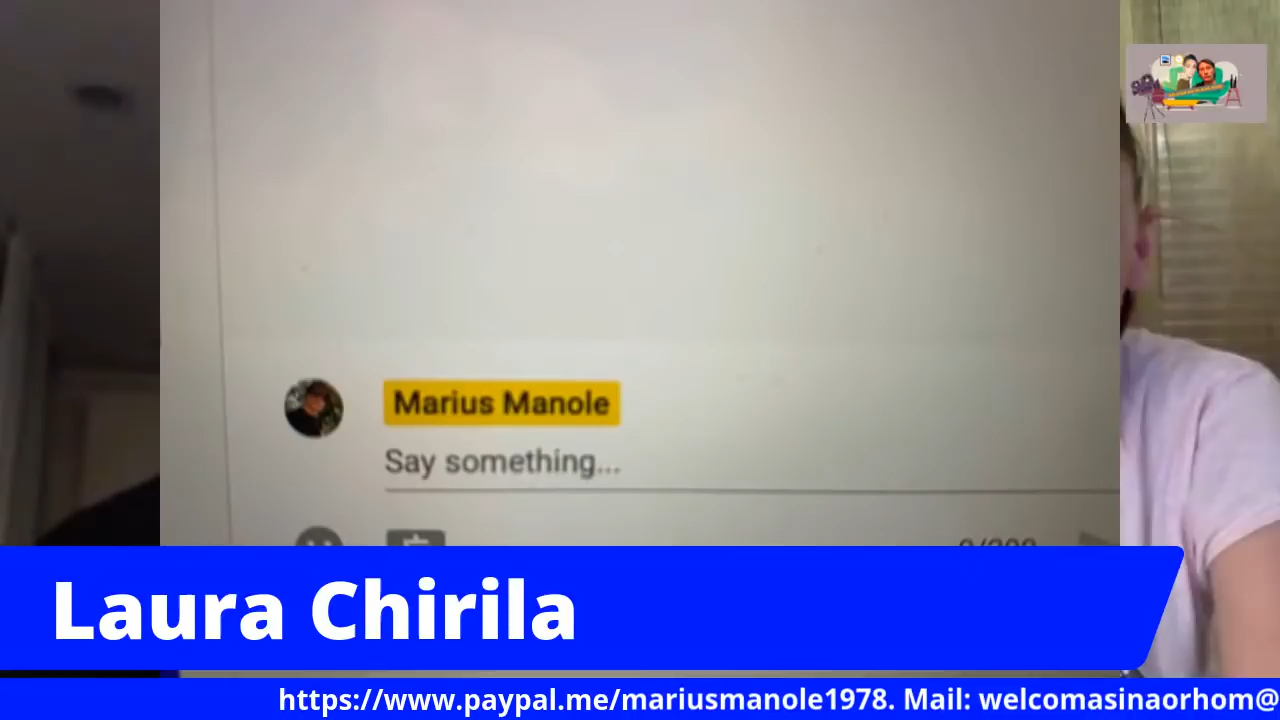 Marius Manole
Say something...
Laura Chirila
https://www.paypal.me/mariusmanole1978. Mail: welcomasinaorhom@